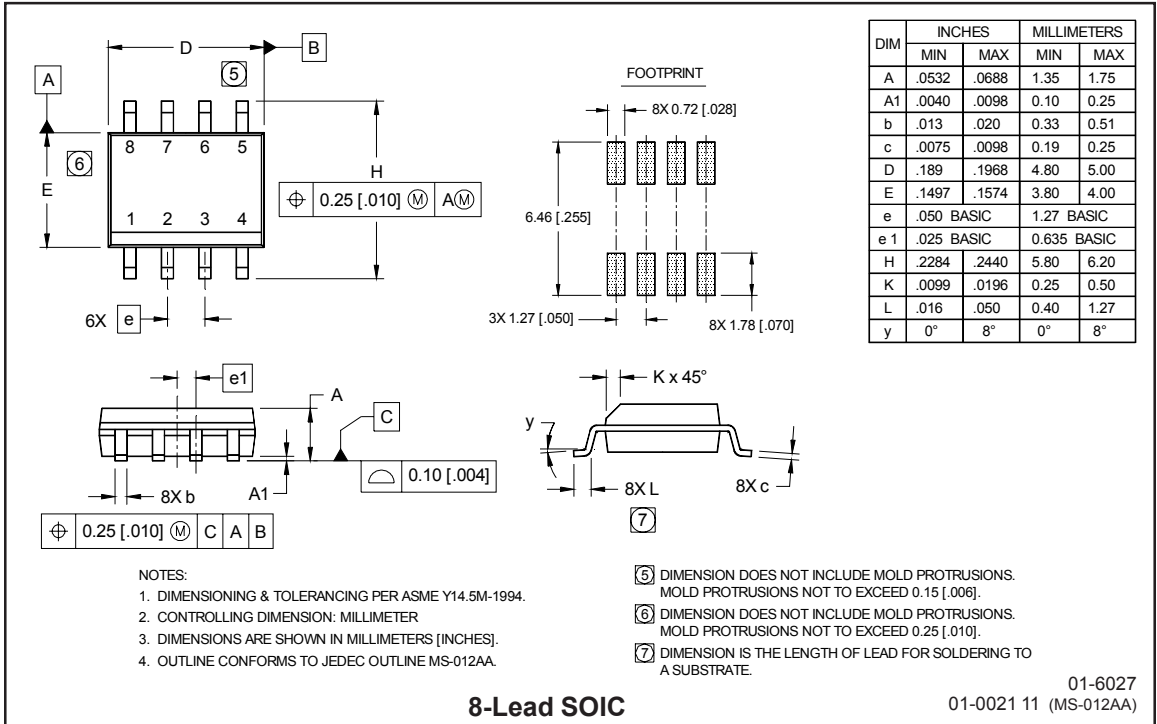 D
B
A
5
8 7 6 5
6
E
H
⌖ 0.25 [.010] Ⓜ A Ⓜ
1 2 3 4
6X e
FOOTPRINT
8X 0.72 [.028]
6.46 [.255]
3X 1.27 [.050]
8X 1.78 [.070]
DIM INCHES MILLIMETERS
MIN MAX MIN MAX
A .0532 .0688 1.35 1.75
A1 .0040 .0098 0.10 0.25
b .013 .020 0.33 0.51
c .0075 .0098 0.19 0.25
D .189 .1968 4.80 5.00
E .1497 .1574 3.80 4.00
e .050 BASIC 1.27 BASIC
e 1 .025 BASIC 0.635 BASIC
H .2284 .2440 5.80 6.20
K .0099 .0196 0.25 0.50
L .016 .050 0.40 1.27
y 0° 8° 0° 8°
e1
A
C
⌓ 0.10 [.004]
8X b
A1
⌖ 0.25 [.010] Ⓜ C A B
K x 45°
y
8X L
8X c
7
NOTES:
1. DIMENSIONING & TOLERANCING PER ASME Y14.5M-1994.
2. CONTROLLING DIMENSION: MILLIMETER
3. DIMENSIONS ARE SHOWN IN MILLIMETERS [INCHES].
4. OUTLINE CONFORMS TO JEDEC OUTLINE MS-012AA.
5 DIMENSION DOES NOT INCLUDE MOLD PROTRUSIONS.
MOLD PROTRUSIONS NOT TO EXCEED 0.15 [.006].
6 DIMENSION DOES NOT INCLUDE MOLD PROTRUSIONS.
MOLD PROTRUSIONS NOT TO EXCEED 0.25 [.010].
7 DIMENSION IS THE LENGTH OF LEAD FOR SOLDERING TO
A SUBSTRATE.
8-Lead SOIC
01-6027
01-0021 11 (MS-012AA)